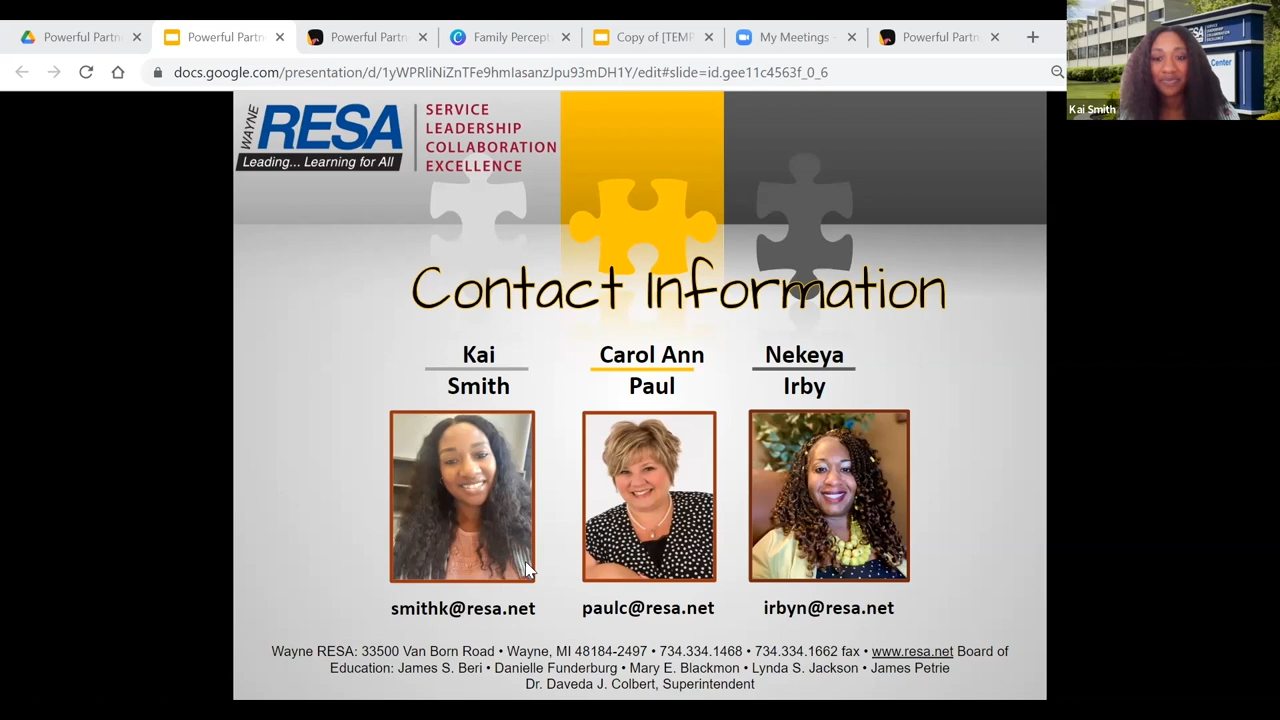 Powerful Partn
Powerful Partn
Powerful Partn
Family Percept
Copy of [TEMP
My Meetings -
Powerful Partn
docs.google.com/presentation/d/1yWPRliNiZnTFe9hmIasanzJpu93mDH1Y/edit#slide=id.gee11c4563f_0_6
Center
Kai Smith
WAYNE RESA
Leading... Learning for All
SERVICE
LEADERSHIP
COLLABORATION
EXCELLENCE
Contact Information
Kai
Smith
Carol Ann
Paul
Nekeya
Irby
smithk@resa.net
paulc@resa.net
irbyn@resa.net
Wayne RESA: 33500 Van Born Road • Wayne, MI 48184-2497 • 734.334.1468 • 734.334.1662 fax • www.resa.net Board of
Education: James S. Beri • Danielle Funderburg • Mary E. Blackmon • Lynda S. Jackson • James Petrie
Dr. Daveda J. Colbert, Superintendent